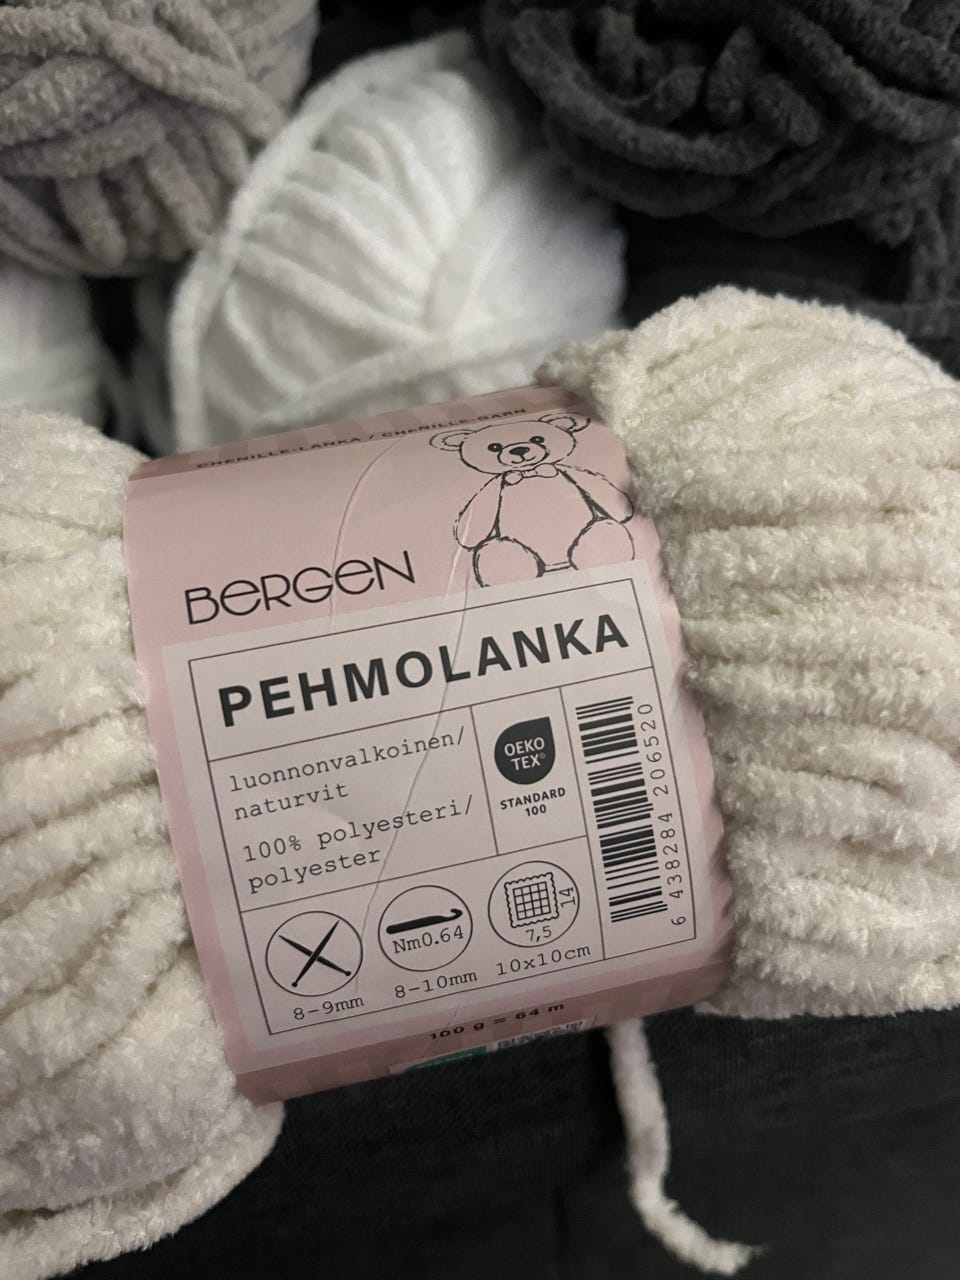 CHENILLE-LANKA / CHENILLE-GARN
BERGEN
PEHMOLANKA
luonnonvalkoinen/
naturvit
100% polyesteri/
polyester
OEKO
TEX®
STANDARD
100
6 438284 206520
Nm0.64
14
7,5
8-9mm
8-10mm
10x10cm
100 g = 64 m